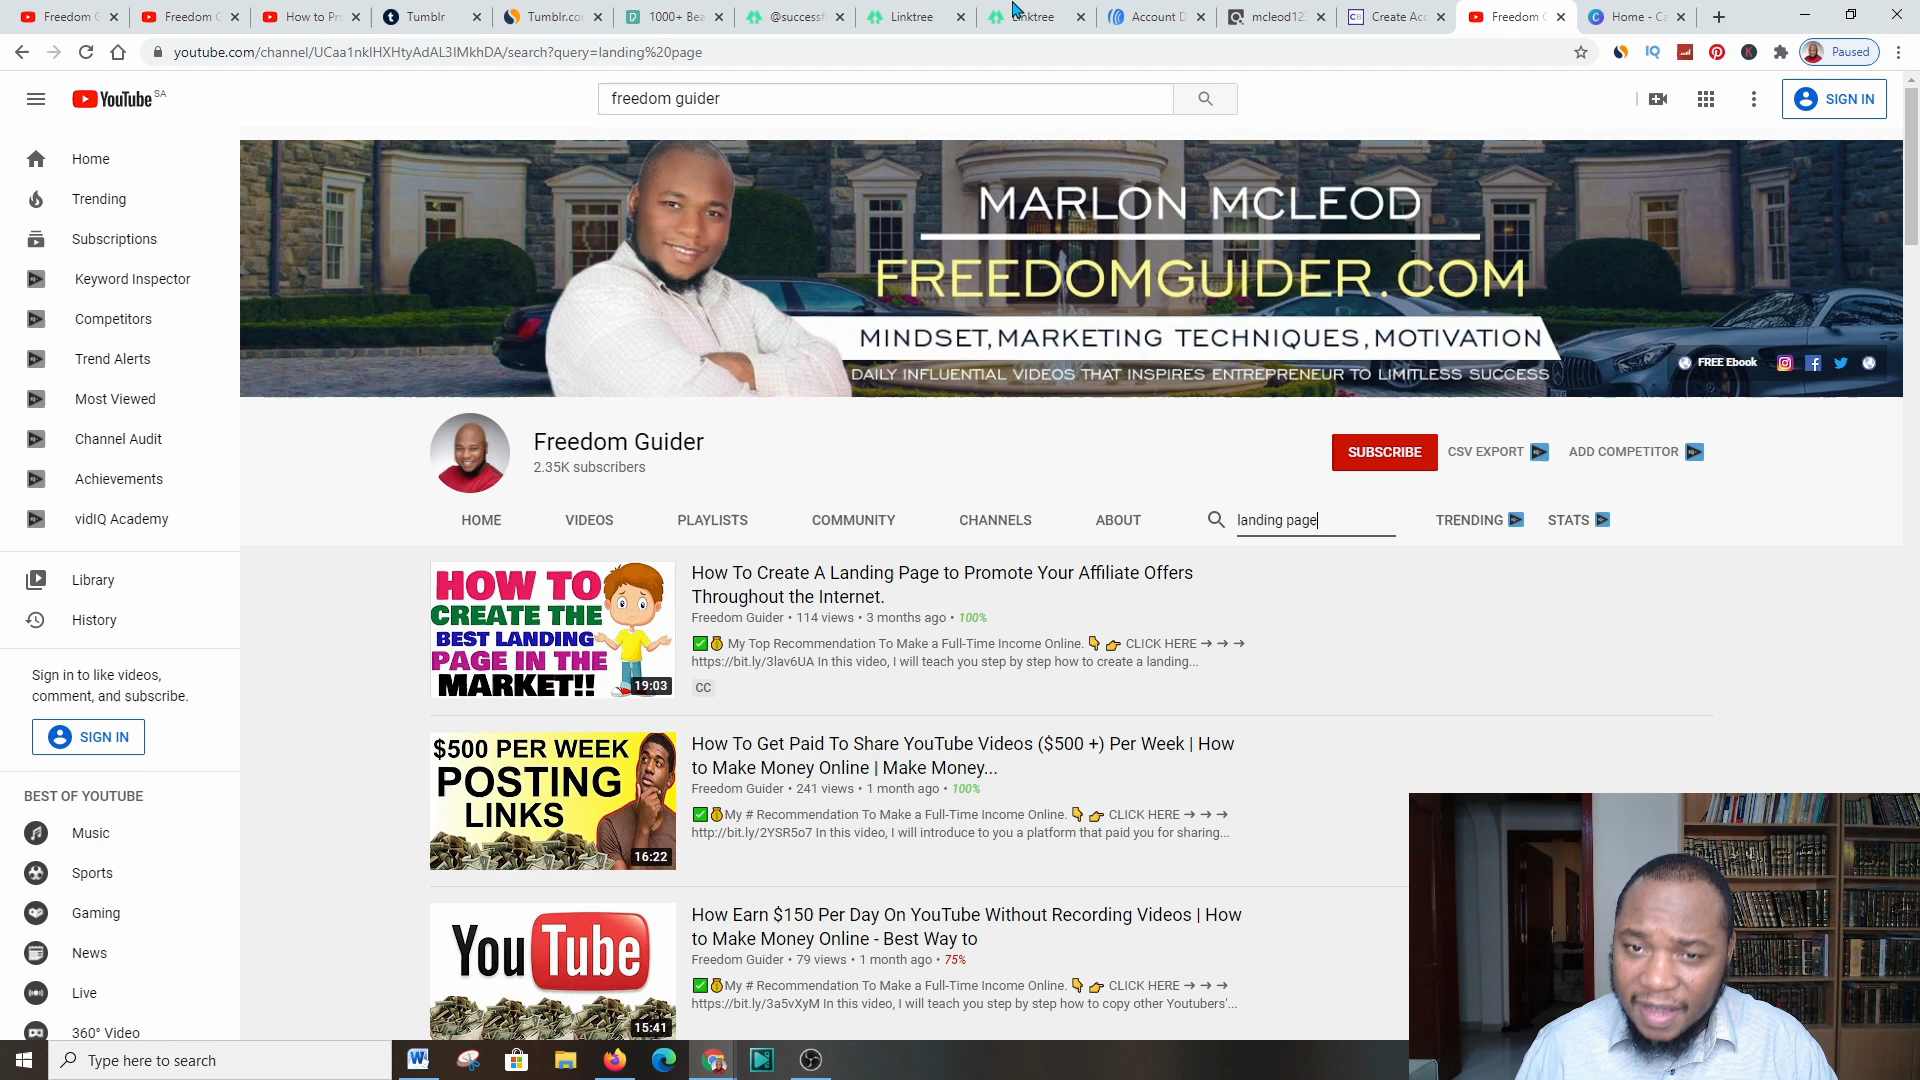 Freedom G
Freedom G
How to Pr
Tumblr
Tumblr.co
1000+ Bea
@successf
Linktree
Linktree
Account D
mcleod123
Create Acc
Freedom G
Home - Ca
youtube.com/channel/UCaa1nklHXHtyAdAL3IMkhDA/search?query=landing%20page
IQ
Paused
YouTube SA
freedom guider
SIGN IN
Home
Trending
Subscriptions
Keyword Inspector
Competitors
Trend Alerts
Most Viewed
Channel Audit
Achievements
vidIQ Academy
Library
History
Sign in to like videos,
comment, and subscribe.
SIGN IN
BEST OF YOUTUBE
Music
Sports
Gaming
News
Live
360° Video
MARLON MCLEOD
FREEDOMGUIDER.COM
MINDSET, MARKETING TECHNIQUES, MOTIVATION
DAILY INFLUENTIAL VIDEOS THAT INSPIRES ENTREPRENEUR TO LIMITLESS SUCCESS
FREE Ebook
Freedom Guider
2.35K subscribers
SUBSCRIBE
CSV EXPORT
ADD COMPETITOR
HOME
VIDEOS
PLAYLISTS
COMMUNITY
CHANNELS
ABOUT
landing page
TRENDING
STATS
HOW TO
CREATE THE
BEST LANDING
PAGE IN THE
MARKET!!
19:03
How To Create A Landing Page to Promote Your Affiliate Offers
Throughout the Internet.
Freedom Guider • 114 views • 3 months ago • 100%
✅💰 My Top Recommendation To Make a Full-Time Income Online. 👇 👉 CLICK HERE → → →
https://bit.ly/3lav6UA In this video, I will teach you step by step how to create a landing...
CC
$500 PER WEEK
POSTING
LINKS
16:22
How To Get Paid To Share YouTube Videos ($500 +) Per Week | How
to Make Money Online | Make Money...
Freedom Guider • 241 views • 1 month ago • 100%
✅💰My # Recommendation To Make a Full-Time Income Online. 👇 👉 CLICK HERE → → →
http://bit.ly/2YSR5o7 In this video, I will introduce to you a platform that paid you for sharing...
YouTube
15:41
How Earn $150 Per Day On YouTube Without Recording Videos | How
to Make Money Online - Best Way to
Freedom Guider • 79 views • 1 month ago • 75%
✅💰My # Recommendation To Make a Full-Time Income Online. 👇 👉 CLICK HERE → → →
https://bit.ly/3a5vXyM In this video, I will teach you step by step how to copy other Youtubers'...
Type here to search